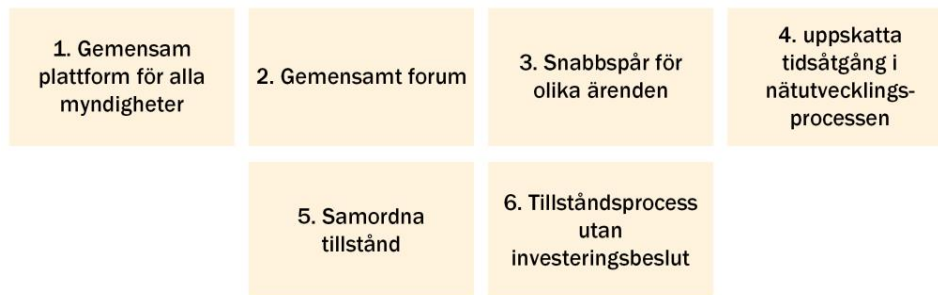 1. Gemensam
plattform för alla
myndigheter
2. Gemensamt forum
3. Snabbspår för
olika ärenden
4. uppskatta
tidsåtgång i
nätutvecklings-
processen
5. Samordna
tillstånd
6. Tillståndsprocess
utan
investeringsbeslut